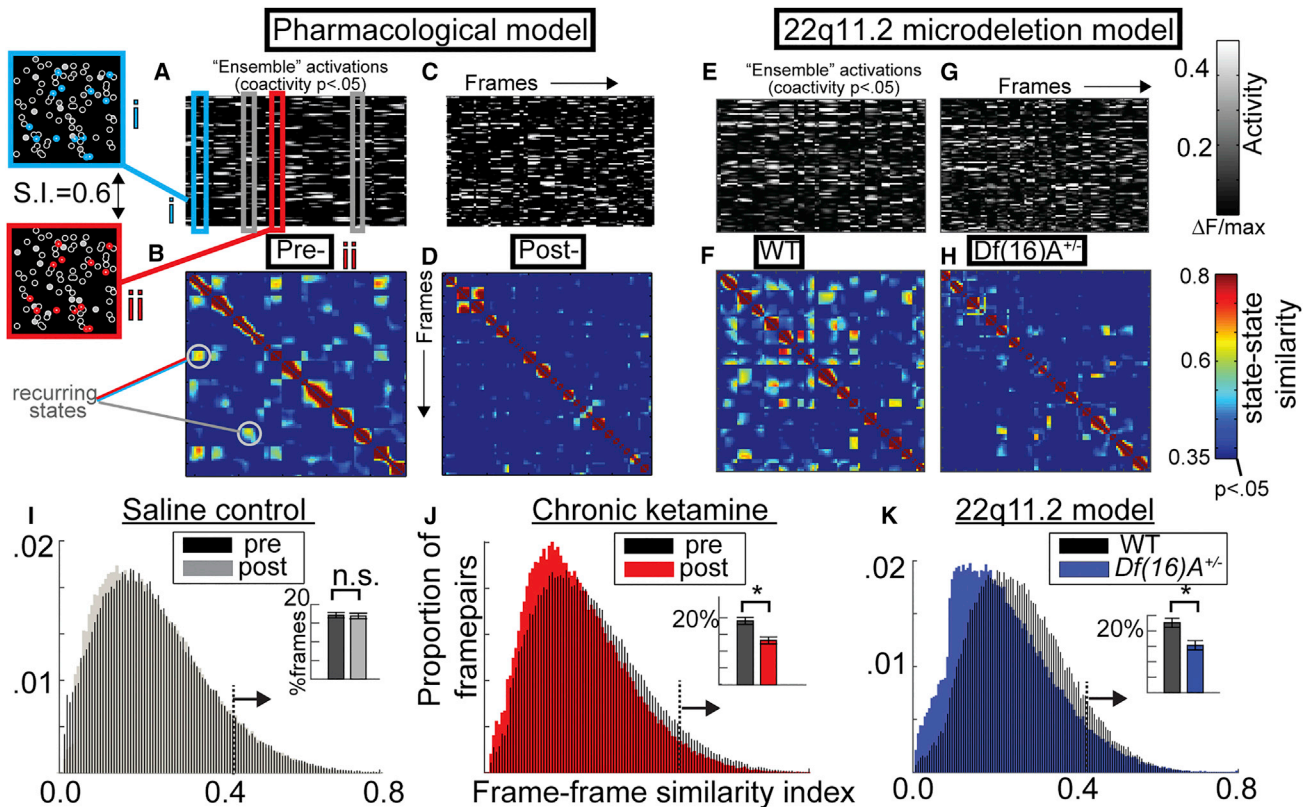 Pharmacological model
22q11.2 microdeletion model
A
"Ensemble" activations
(coactivity p<.05)
C
Frames
E
"Ensemble" activations
(coactivity p<.05)
G
Frames
0.4
0.2
Activity
ΔF/max
i
S.I.=0.6
i
ii
B
Pre-
ii
D
Post-
F
WT
H
Df(16)A+/-
Frames
recurring
states
0.8
0.6
0.35
state-state
similarity
p<.05
I
Saline control
.02
.01
pre
post
n.s.
20
%frames
0.0
0.4
0.8
J
Chronic ketamine
Proportion of
framepairs
pre
post
*
20%
Frame-frame similarity index
K
22q11.2 model
.02
.01
WT
Df(16)A+/-
*
20%
0.0
0.4
0.8